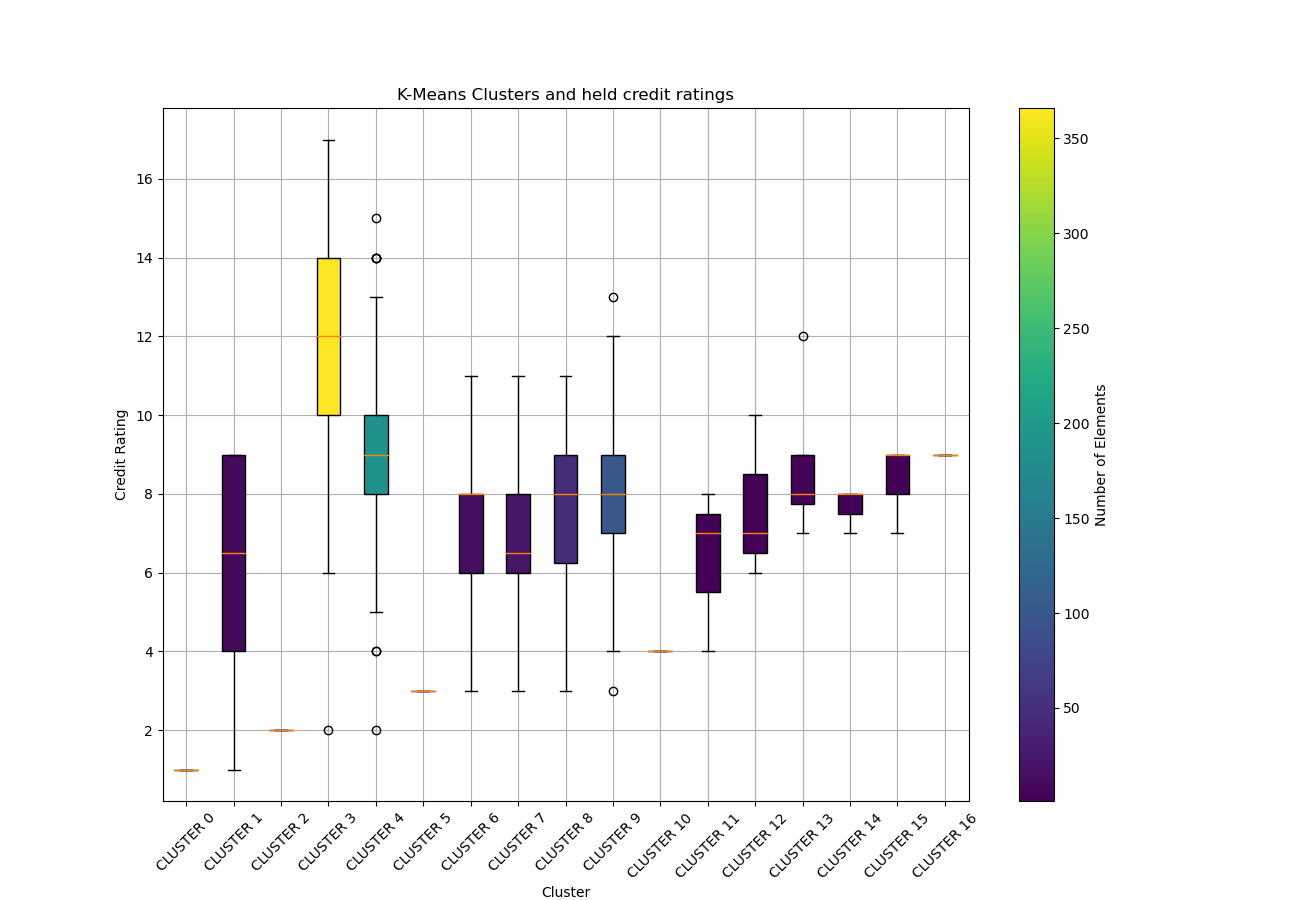 K-Means Clusters and held credit ratings
Credit Rating
16
14
12
10
8
6
4
2
CLUSTER 0
CLUSTER 1
CLUSTER 2
CLUSTER 3
CLUSTER 4
CLUSTER 5
CLUSTER 6
CLUSTER 7
CLUSTER 8
CLUSTER 9
CLUSTER 10
CLUSTER 11
CLUSTER 12
CLUSTER 13
CLUSTER 14
CLUSTER 15
CLUSTER 16
Cluster
350
300
250
200
150
100
50
Number of Elements